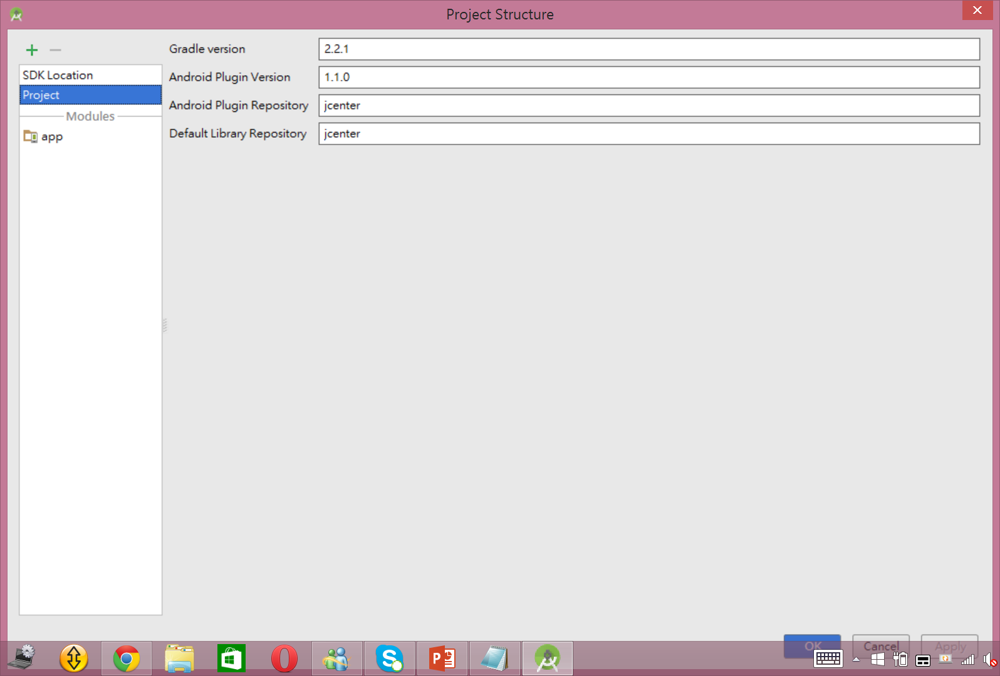 Project Structure
Gradle version 2.2.1
SDK Location
Android Plugin Version 1.1.0
Project
Android Plugin Repository jcenter
Modules
Default Library Repository jcenter
app
OK Cancel Apply